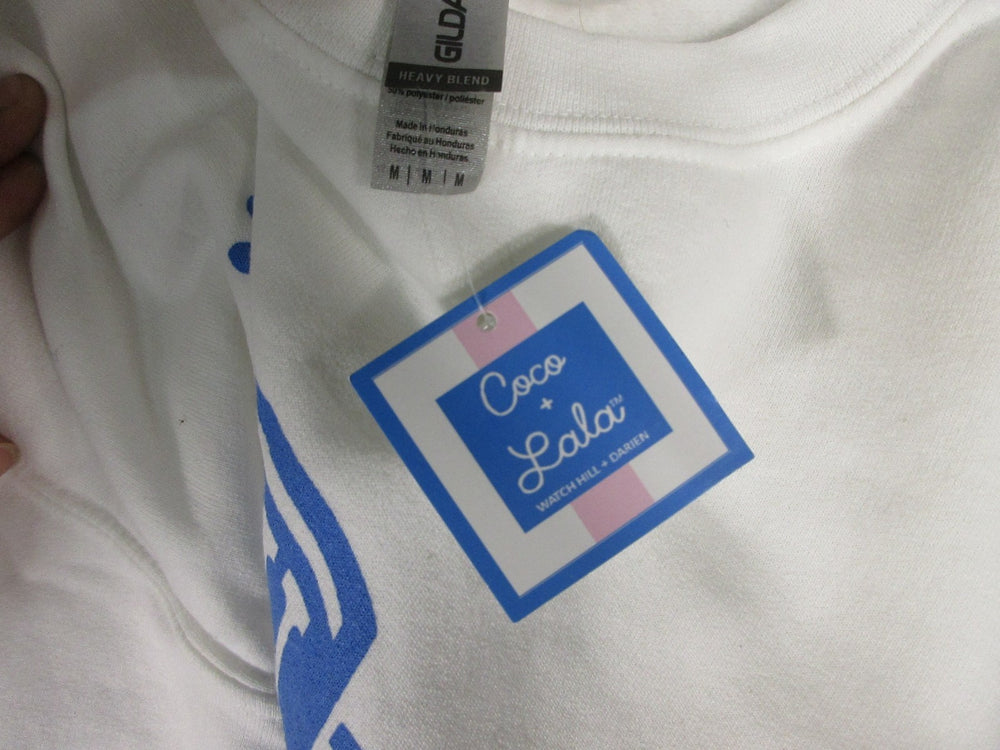 GILDA
HEAVY BLEND
50% polyester / poliéster
Made in Honduras
Fabriqué au Honduras
Hecho en Honduras
M | M | M
Coco
+
Lala™
WATCH HILL + DARIEN